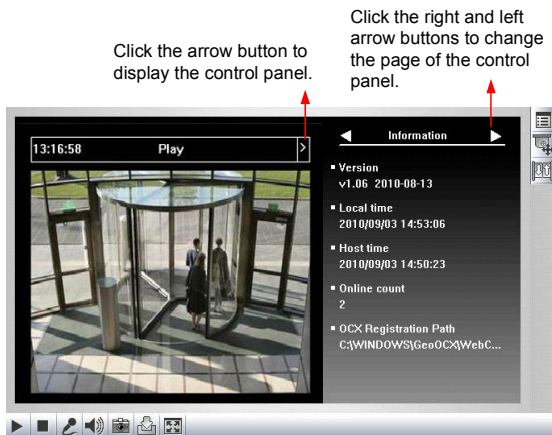 Click the arrow button to
display the control panel.
Click the right and left
arrow buttons to change
the page of the control
panel.
13:16:58 Play >
Information
Version
v1.06 2010-08-13
Local time
2010/09/03 14:53:06
Host time
2010/09/03 14:50:23
Online count
2
OCX Registration Path
C:\WINDOWS\GeoOCX\WebC...